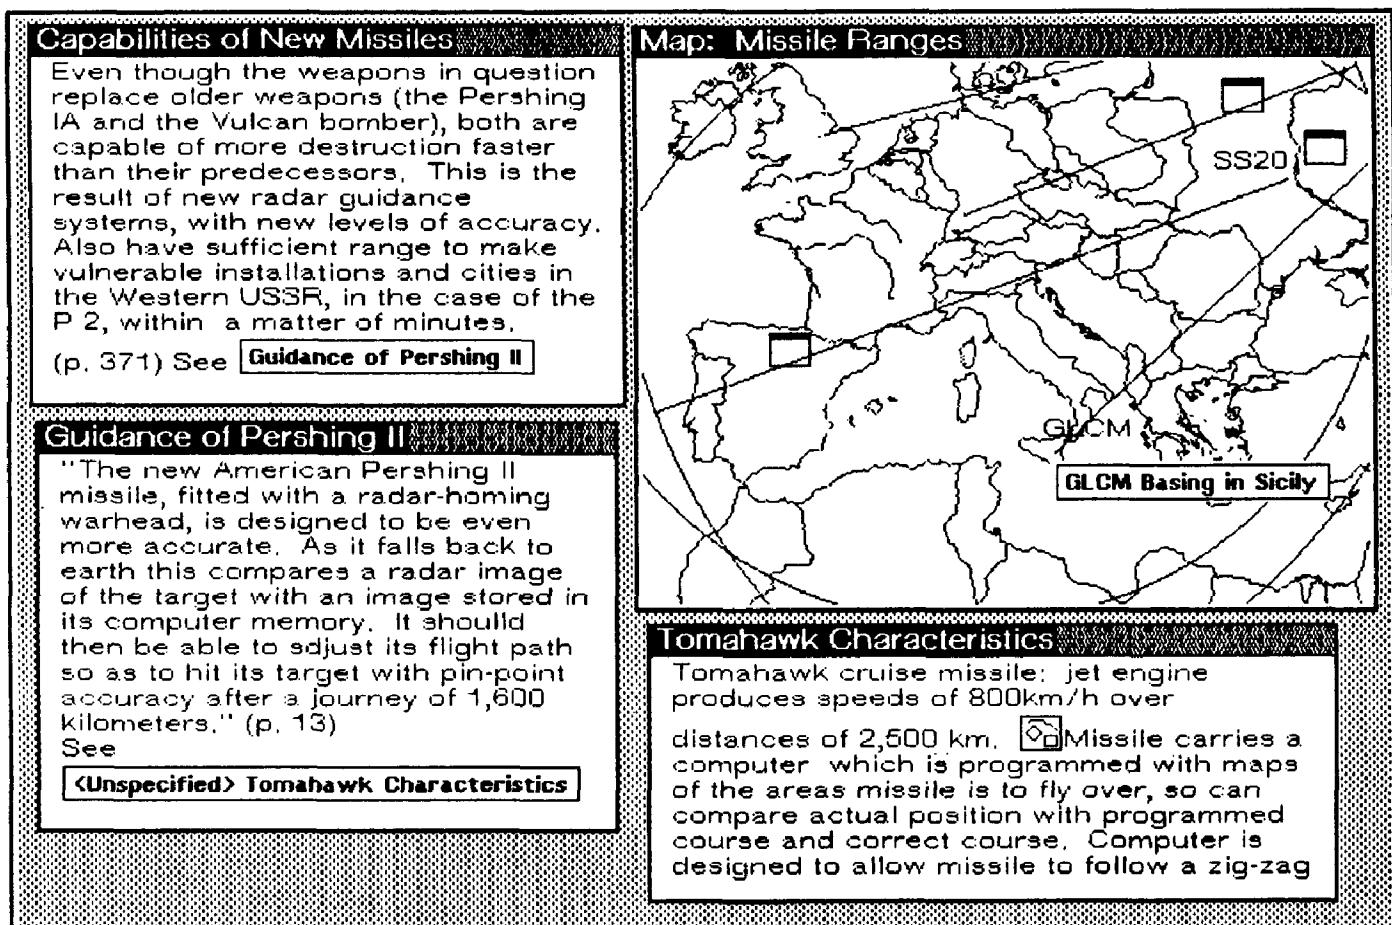 Capabilities of New Missiles
Even though the weapons in question
replace older weapons (the Pershing
IA and the Vulcan bomber), both are
capable of more destruction faster
than their predecessors. This is the
result of new radar guidance
systems, with new levels of accuracy.
Also have sufficient range to make
vulnerable installations and cities in
the Western USSR, in the case of the
P 2, within a matter of minutes.
(p. 371) See Guidance of Pershing II
Guidance of Pershing II
"The new American Pershing II
missile, fitted with a radar-homing
warhead, is designed to be even
more accurate. As it falls back to
earth this compares a radar image
of the target with an image stored in
its computer memory. It shoulld
then be able to sdjust its flight path
so as to hit its target with pin-point
accuracy after a journey of 1,600
kilometers." (p. 13)
See
<Unspecified> Tomahawk Characteristics
Map: Missile Ranges
SS20
GLCM
GLCM Basing in Sicily
Tomahawk Characteristics
Tomahawk cruise missile: jet engine
produces speeds of 800km/h over
distances of 2,500 km. Missile carries a
computer which is programmed with maps
of the areas missile is to fly over, so can
compare actual position with programmed
course and correct course. Computer is
designed to allow missile to follow a zig-zag